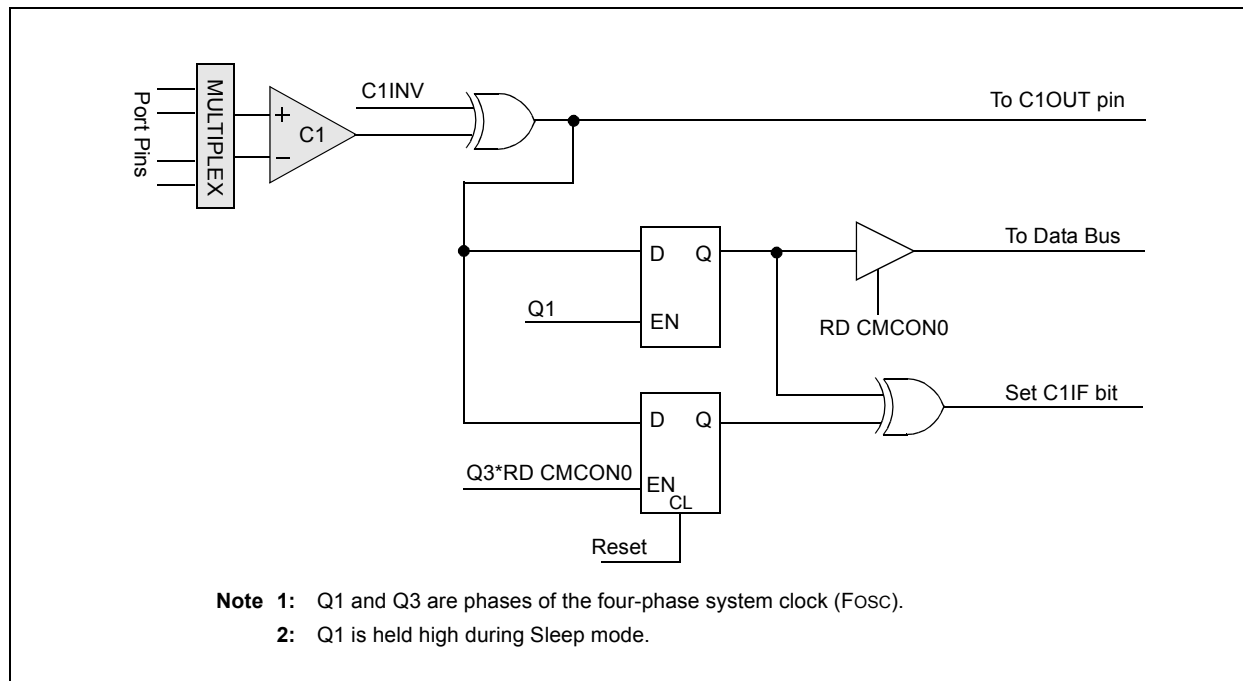 Port Pins
MULTIPLEX
+
−
C1
C1INV
To C1OUT pin
D Q
Q1
EN
To Data Bus
RD CMCON0
D Q
Q3*RD CMCON0
EN
CL
Reset
Set C1IF bit
Note 1: Q1 and Q3 are phases of the four-phase system clock (FOSC).
2: Q1 is held high during Sleep mode.